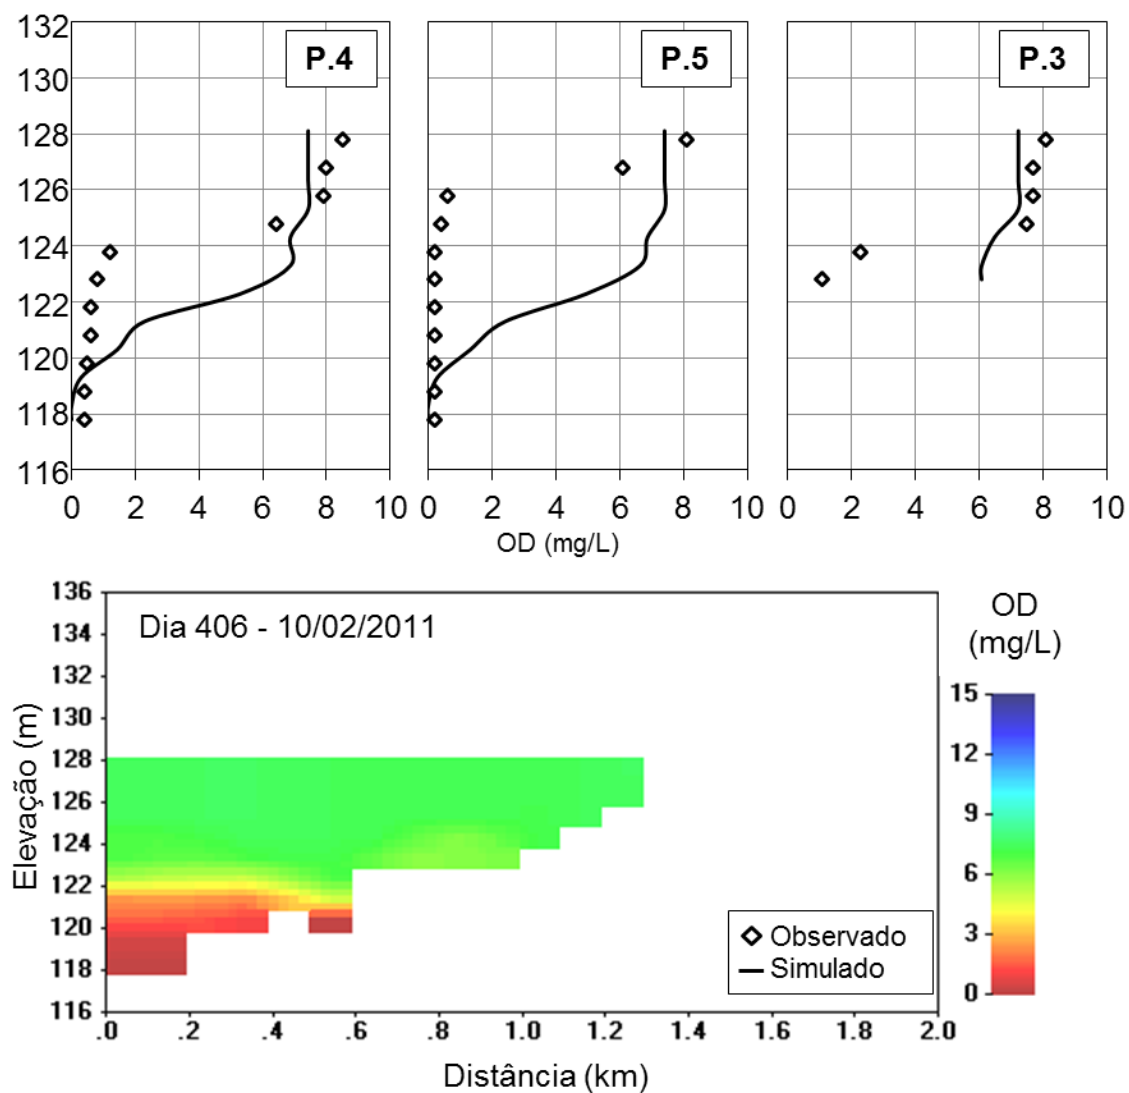 P.4
P.5
P.3
132
130
128
126
124
122
120
118
116
0 2 4 6 8 10
0 2 4 6 8 10
0 2 4 6 8 10
OD (mg/L)
Dia 406 - 10/02/2011
Elevação (m)
136
134
132
130
128
126
124
122
120
118
116
.0 .2 .4 .6 .8 1.0 1.2 1.4 1.6 1.8 2.0
Distância (km)
Observado
Simulado
OD
(mg/L)
15
12
9
6
3
0